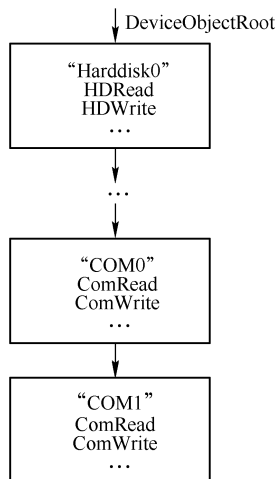 DeviceObjectRoot
“Harddisk0”
HDRead
HDWrite
…
…
“COM0”
ComRead
ComWrite
…
“COM1”
ComRead
ComWrite
…